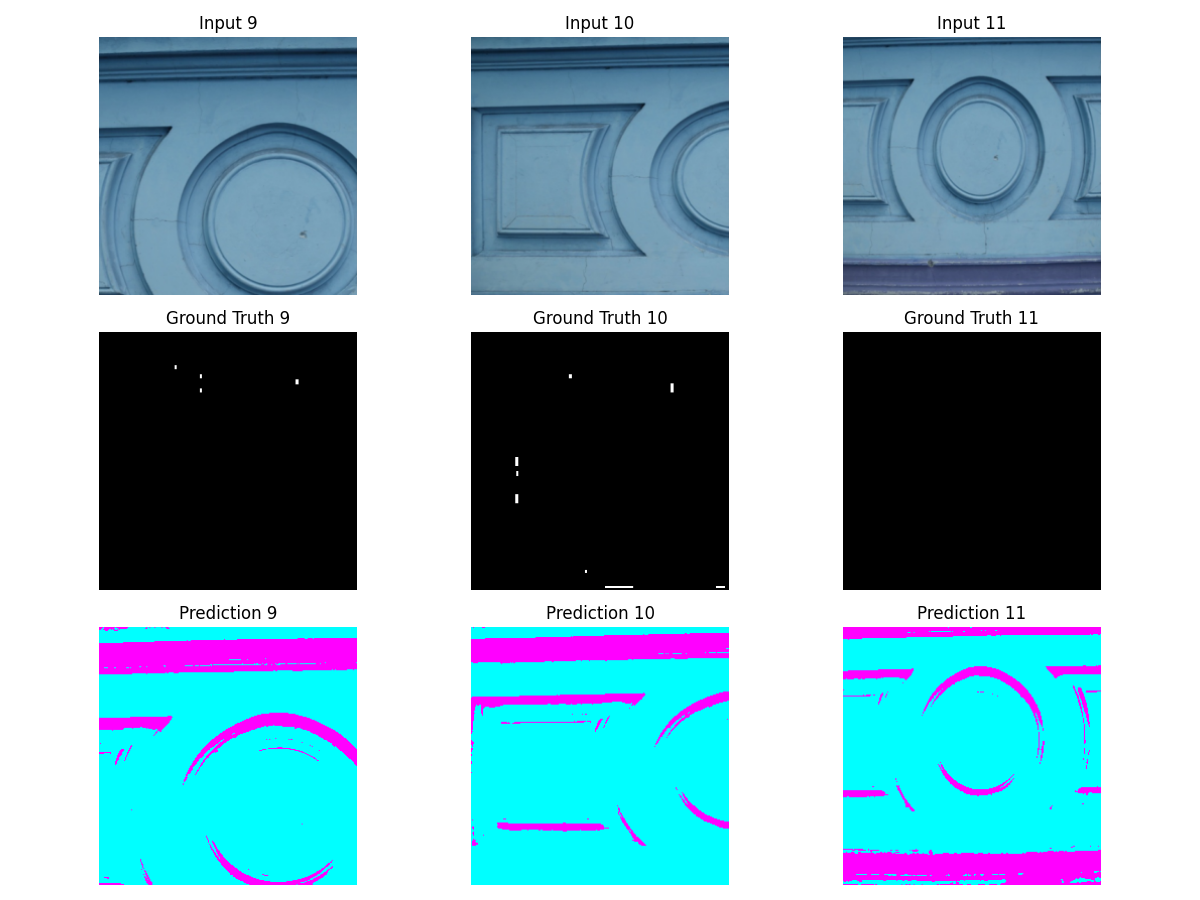 Input 9
Input 10
Input 11
Ground Truth 9
Ground Truth 10
Ground Truth 11
Prediction 9
Prediction 10
Prediction 11